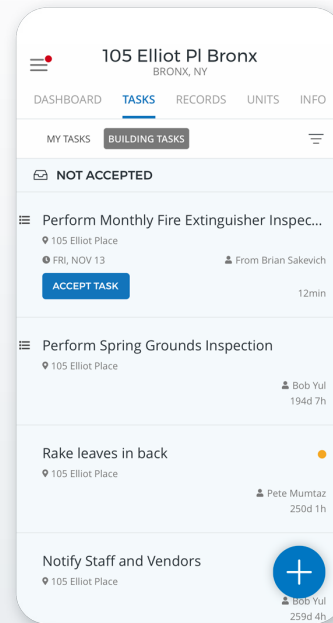 105 Elliot Pl Bronx
BRONX, NY
DASHBOARD TASKS RECORDS UNITS INFO
MY TASKS BUILDING TASKS
NOT ACCEPTED
Perform Monthly Fire Extinguisher Inspec...
105 Elliot Place
FRI, NOV 13 From Brian Sakevich
ACCEPT TASK
12min
Perform Spring Grounds Inspection
105 Elliot Place
Bob Yul
194d 7h
Rake leaves in back
105 Elliot Place
Pete Mumtaz
250d 1h
Notify Staff and Vendors
105 Elliot Place
Bob Yul
259d 4h